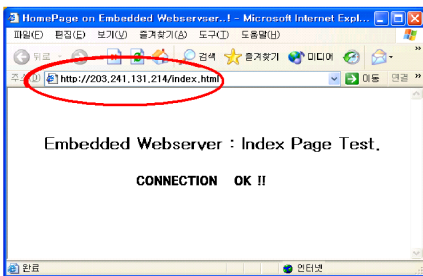 HomePage on Embedded Webserver..! - Microsoft Internet Expl...
파일(F) 편집(E) 보기(V) 즐겨찾기(A) 도구(T) 도움말(H)
뒤로 검색 즐겨찾기 미디어
주소(D) http://203,241,131,214/index,html 이동 연결 »
Embedded Webserver : Index Page Test.
CONNECTION OK !!
완료 인터넷